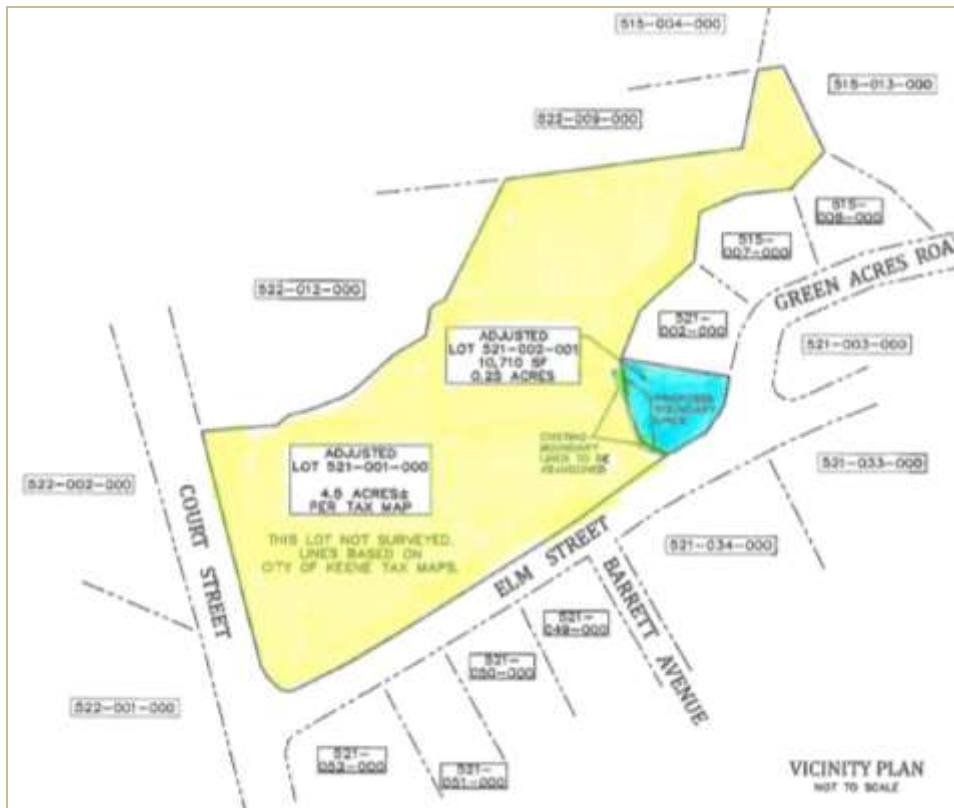 515-004-000
515-013-000
522-009-000
515-
008-000
515-
007-000
GREEN ACRES ROA
522-012-000
521-
002-000
521-003-000
ADJUSTED
LOT 521-002-001
10,710 SF
0.25 ACRES
PROPOSED
BOUNDARY
LINES
EXISTING
BOUNDARY
LINES TO BE
ABANDONED
ADJUSTED
LOT 521-001-000
4.5 ACRES±
PER TAX MAP
521-033-000
522-002-000
COURT STREET
THIS LOT NOT SURVEYED.
LINES BASED ON
CITY OF KEENE TAX MAPS.
ELM STREET
521-034-000
BARRETT AVENUE
521-
049-000
521-
050-000
522-001-000
521-
052-000
521-
051-000
VICINITY PLAN
NOT TO SCALE